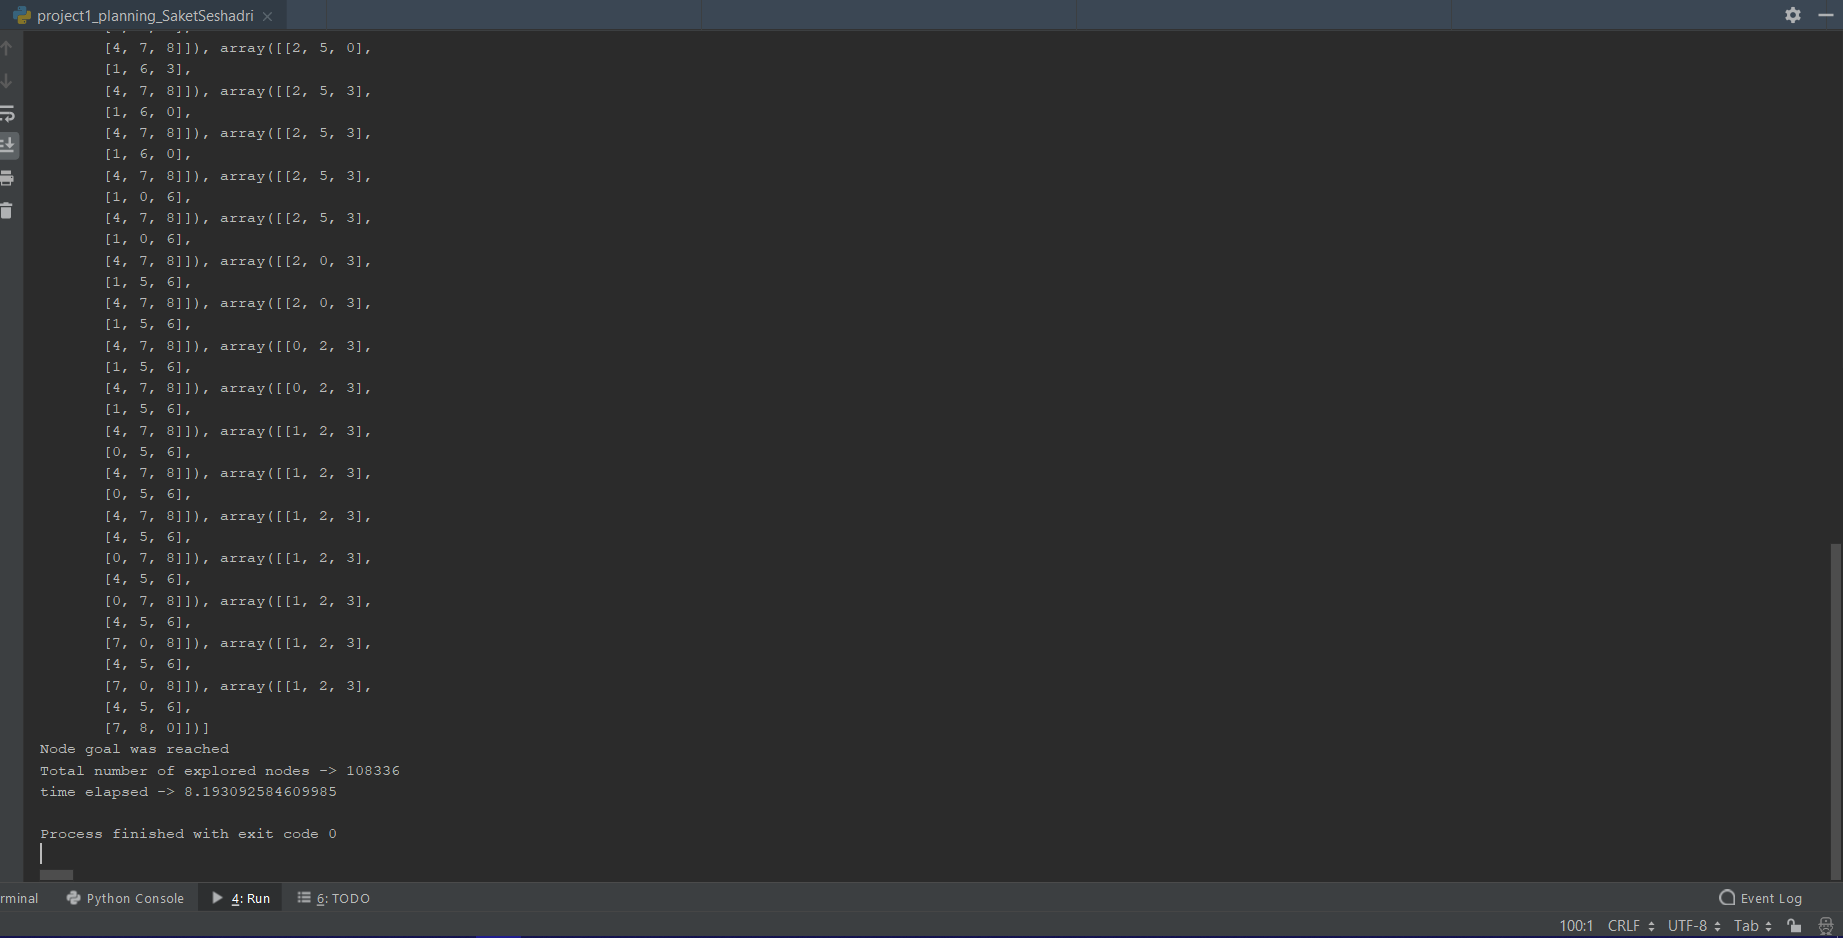 project1_planning_SaketSeshadri
[4, 7, 8]]), array([[2, 5, 0],
[1, 6, 3],
[4, 7, 8]]), array([[2, 5, 3],
[1, 6, 0],
[4, 7, 8]]), array([[2, 5, 3],
[1, 6, 0],
[4, 7, 8]]), array([[2, 5, 3],
[1, 0, 6],
[4, 7, 8]]), array([[2, 5, 3],
[1, 0, 6],
[4, 7, 8]]), array([[2, 0, 3],
[1, 5, 6],
[4, 7, 8]]), array([[2, 0, 3],
[1, 5, 6],
[4, 7, 8]]), array([[0, 2, 3],
[1, 5, 6],
[4, 7, 8]]), array([[0, 2, 3],
[1, 5, 6],
[4, 7, 8]]), array([[1, 2, 3],
[0, 5, 6],
[4, 7, 8]]), array([[1, 2, 3],
[0, 5, 6],
[4, 7, 8]]), array([[1, 2, 3],
[4, 5, 6],
[0, 7, 8]]), array([[1, 2, 3],
[4, 5, 6],
[0, 7, 8]]), array([[1, 2, 3],
[4, 5, 6],
[7, 0, 8]]), array([[1, 2, 3],
[4, 5, 6],
[7, 0, 8]]), array([[1, 2, 3],
[4, 5, 6],
[7, 8, 0]])]
Node goal was reached
Total number of explored nodes -> 108336
time elapsed -> 8.193092584609985
Process finished with exit code 0
rminal Python Console 4: Run 6: TODO Event Log
100:1 CRLF UTF-8 Tab